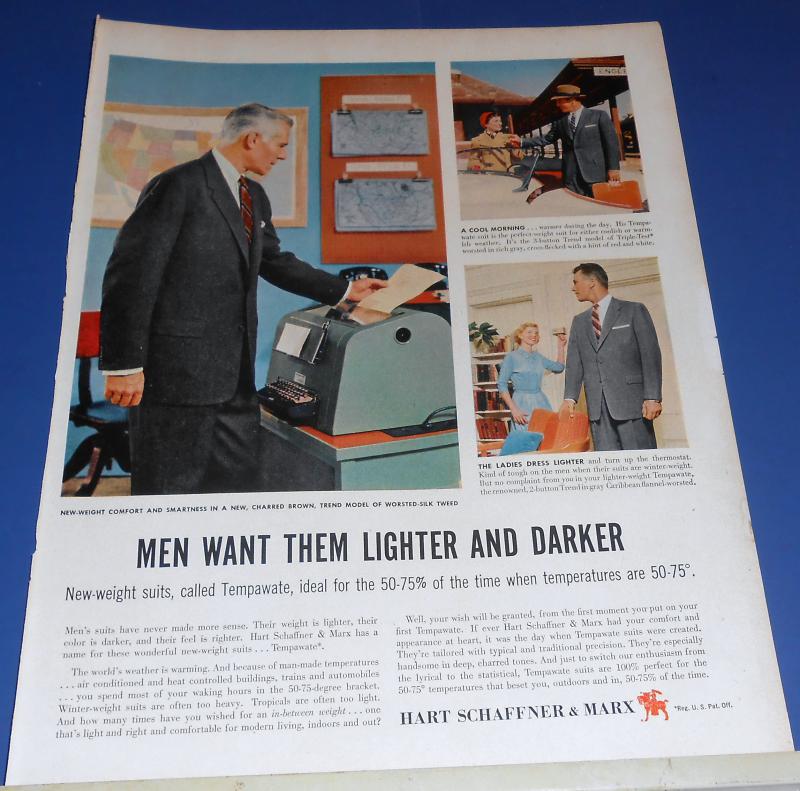 ENGLE
A COOL MORNING . . . warmer during the day. His Tempa-
wate suit is the perfect-weight suit for either coolish or warm-
ish weather. It's the 3-button Trend model of Triple-Test*
worsted in rich gray, cross-flecked with a hint of red and white.
THE LADIES DRESS LIGHTER and turn up the thermostat.
Kind of tough on the men when their suits are winter-weight.
But no complaint from you in your lighter-weight Tempawate,
the renowned, 2-button Trend in gray Caribbean flannel-worsted.
NEW-WEIGHT COMFORT AND SMARTNESS IN A NEW, CHARRED BROWN, TREND MODEL OF WORSTED-SILK TWEED
MEN WANT THEM LIGHTER AND DARKER
New-weight suits, called Tempawate, ideal for the 50-75% of the time when temperatures are 50-75°.
Men's suits have never made more sense. Their weight is lighter, their
color is darker, and their feel is righter. Hart Schaffner & Marx has a
name for these wonderful new-weight suits . . . Tempawate*.
The world's weather is warming. And because of man-made temperatures
. . . air conditioned and heat controlled buildings, trains and automobiles
. . . you spend most of your waking hours in the 50-75-degree bracket.
Winter-weight suits are often too heavy. Tropicals are often too light.
And how many times have you wished for an in-between weight . . . one
that's light and right and comfortable for modern living, indoors and out?
Well, your wish will be granted, from the first moment you put on your
first Tempawate. If ever Hart Schaffner & Marx had your comfort and
appearance at heart, it was the day when Tempawate suits were created.
They're tailored with typical and traditional precision. They're especially
handsome in deep, charred tones. And just to switch our enthusiasm from
the lyrical to the statistical, Tempawate suits are 100% perfect for the
50-75° temperatures that beset you, outdoors and in, 50-75% of the time.
HART SCHAFFNER & MARX
*Reg. U. S. Pat. Off.